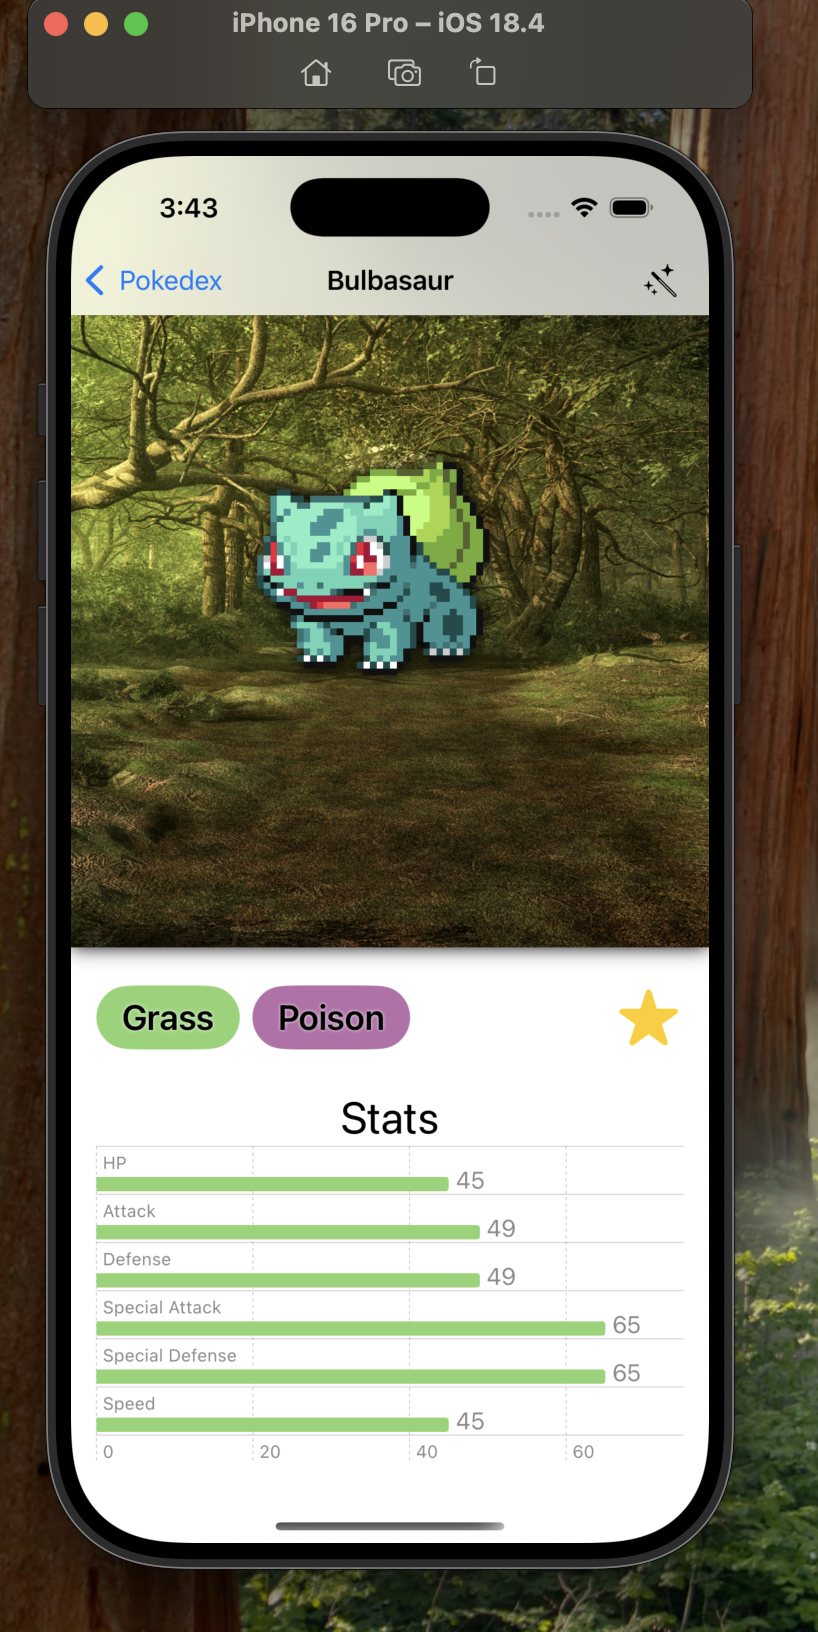 iPhone 16 Pro – iOS 18.4
3:43
Pokedex
Bulbasaur
Grass
Poison
Stats
HP
45
Attack
49
Defense
49
Special Attack
65
Special Defense
65
Speed
45
0 20 40 60